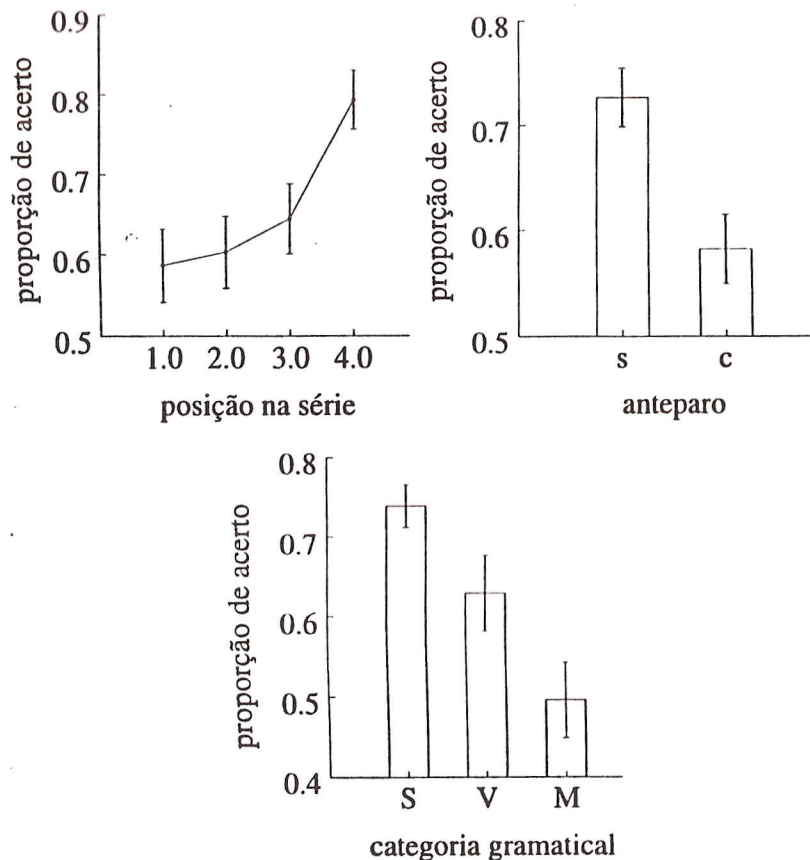 proporção de acerto
0.9
0.8
0.7
0.6
0.5
1.0 2.0 3.0 4.0
posição na série
proporção de acerto
0.8
0.7
0.6
0.5
s c
anteparo
proporção de acerto
0.8
0.7
0.6
0.5
0.4
S V M
categoria gramatical